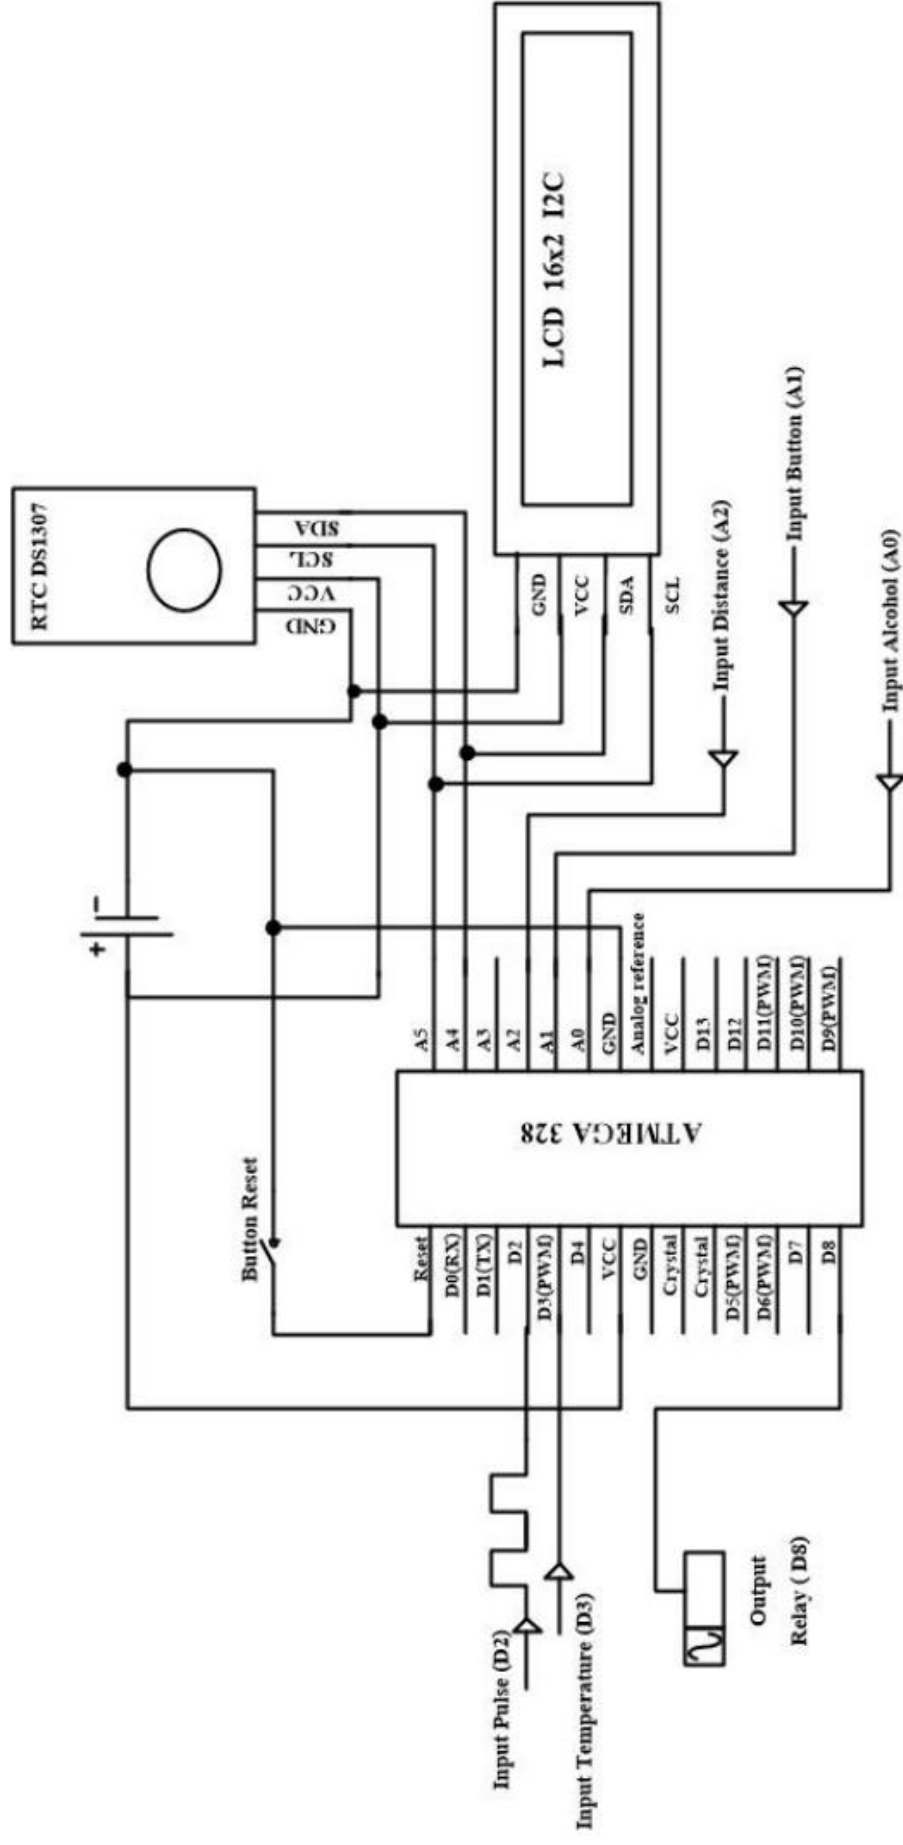 RTC DS1307
GND
VCC
SCL
SDA
LCD 16x2 I2C
GND
VCC
SDA
SCL
+
−
Button Reset
ATMEGA 328
Reset
D0(RX)
D1(TX)
D2
D3(PWM)
D4
VCC
GND
Crystal
Crystal
D5(PWM)
D6(PWM)
D7
D8
A5
A4
A3
A2
A1
A0
GND
Analog reference
VCC
D13
D12
D11(PWM)
D10(PWM)
D9(PWM)
Input Distance (A2)
Input Button (A1)
Input Alcohol (A0)
Input Pulse (D2)
Input Temperature (D3)
Output
Relay ( D8)